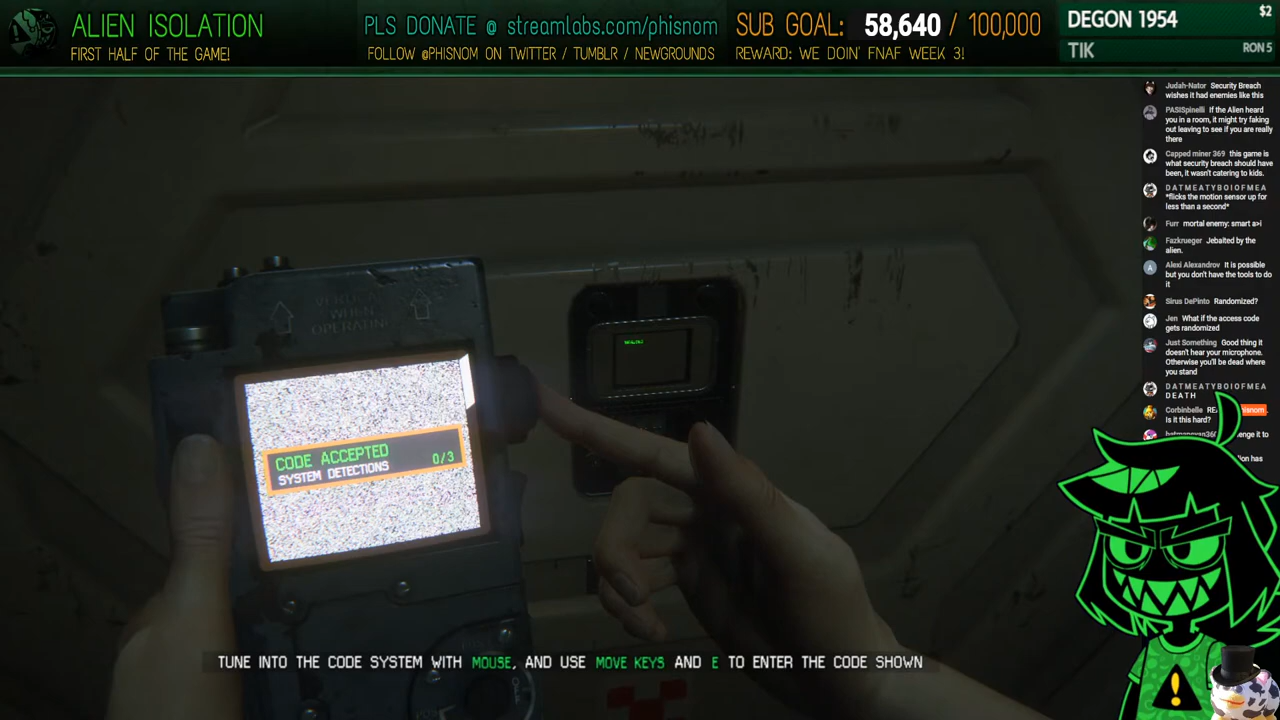 ALIEN ISOLATION
FIRST HALF OF THE GAME!
PLS DONATE @ streamlabs.com/phisnom
FOLLOW @PHISNOM ON TWITTER / TUMBLR / NEWGROUNDS
SUB GOAL: 58,640 / 100,000
REWARD: WE DOIN' FNAF WEEK 3!
DEGON 1954 $2
TIK RON 5
Judah-Nator Security Breach
wishes it had enemies like this
PASISpinelli If the Alien heard
you in a room, it might try faking
out leaving to see if you are really
there
Capped miner 369 this game is
what security breach should have
been, it wasn't catering to kids.
D A T M E A T Y B O I O F M E A
*flicks the motion sensor up for
less than a second*
Furr mortal enemy: smart a>i
Fazkrueger Jebaited by the
alien.
Alexi Alexandrov It is possible
but you don't have the tools to do
it
Sirus DePinto Randomized?
Jen What if the access code
gets randomized
Just Something Good thing it
doesn't hear your microphone.
Otherwise you'll be dead where
you stand
D A T M E A T Y B O I O F M E A
DEATH
Corbinbelle
Is it this hard?
WHEN
CODE ACCEPTED
SYSTEM DETECTIONS 0/3
TUNE INTO THE CODE SYSTEM WITH MOUSE, AND USE MOVE KEYS AND E TO ENTER THE CODE SHOWN